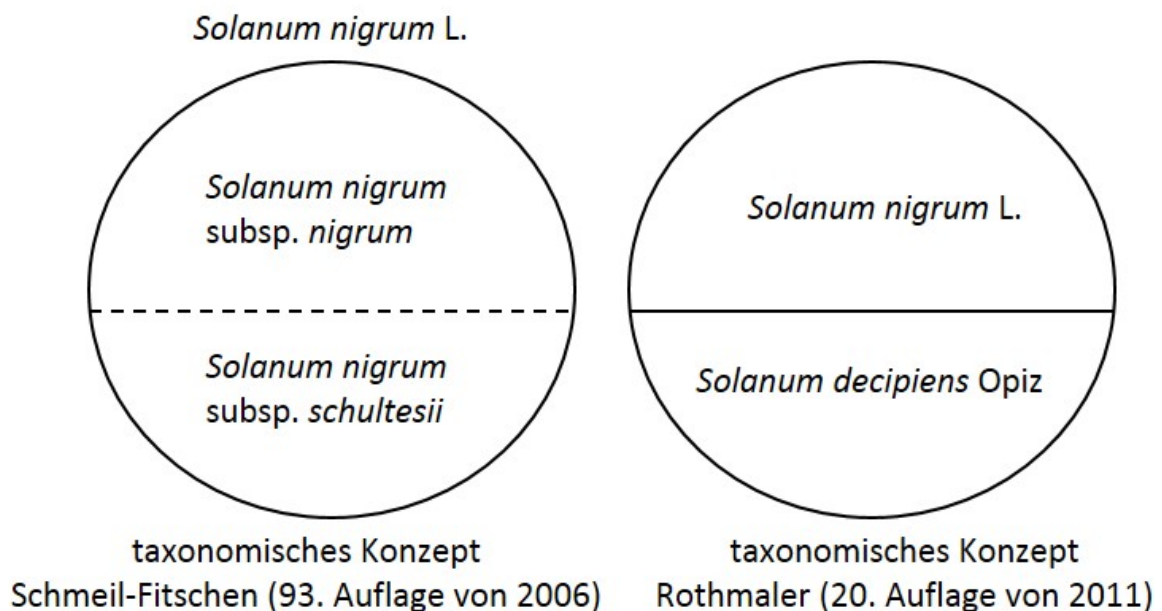 Solanum nigrum L.
Solanum nigrum
subsp. nigrum
Solanum nigrum
subsp. schultesii
taxonomisches Konzept
Schmeil-Fitschen (93. Auflage von 2006)
Solanum nigrum L.
Solanum decipiens Opiz
taxonomisches Konzept
Rothmaler (20. Auflage von 2011)